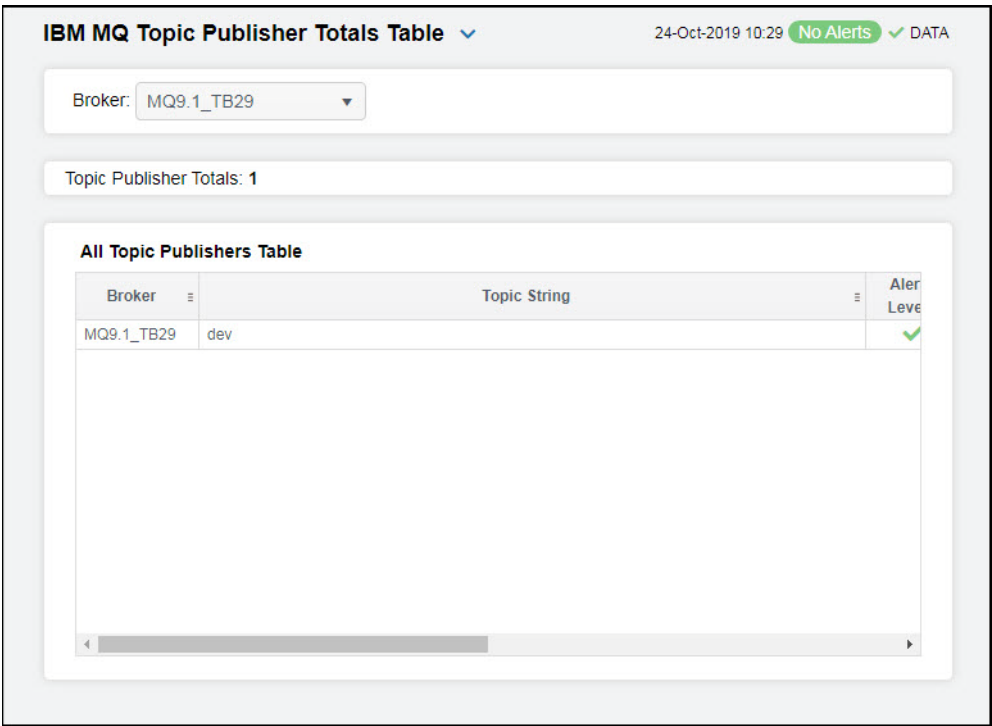 IBM MQ Topic Publisher Totals Table
24-Oct-2019 10:29 No Alerts DATA
Broker: MQ9.1_TB29
Topic Publisher Totals: 1
All Topic Publishers Table
Broker Topic String Aler
Leve
MQ9.1_TB29 dev